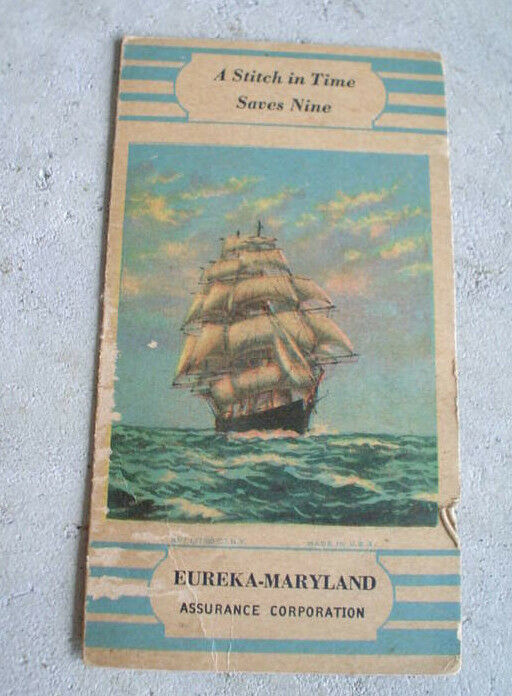 A Stitch in Time
Saves Nine
N.Y. MADE IN U.S.A.
EUREKA-MARYLAND
ASSURANCE CORPORATION